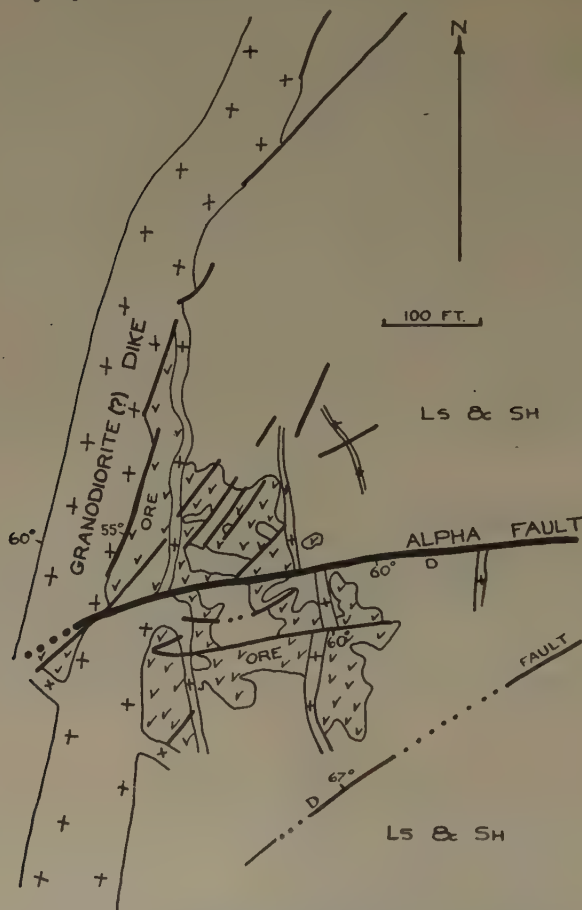 N
100 FT.
LS & SH
GRANODIORITE (?) DIKE
ORE
55°
60°
ALPHA FAULT
60°
D
60°
ORE
FAULT
67°
D
LS & SH